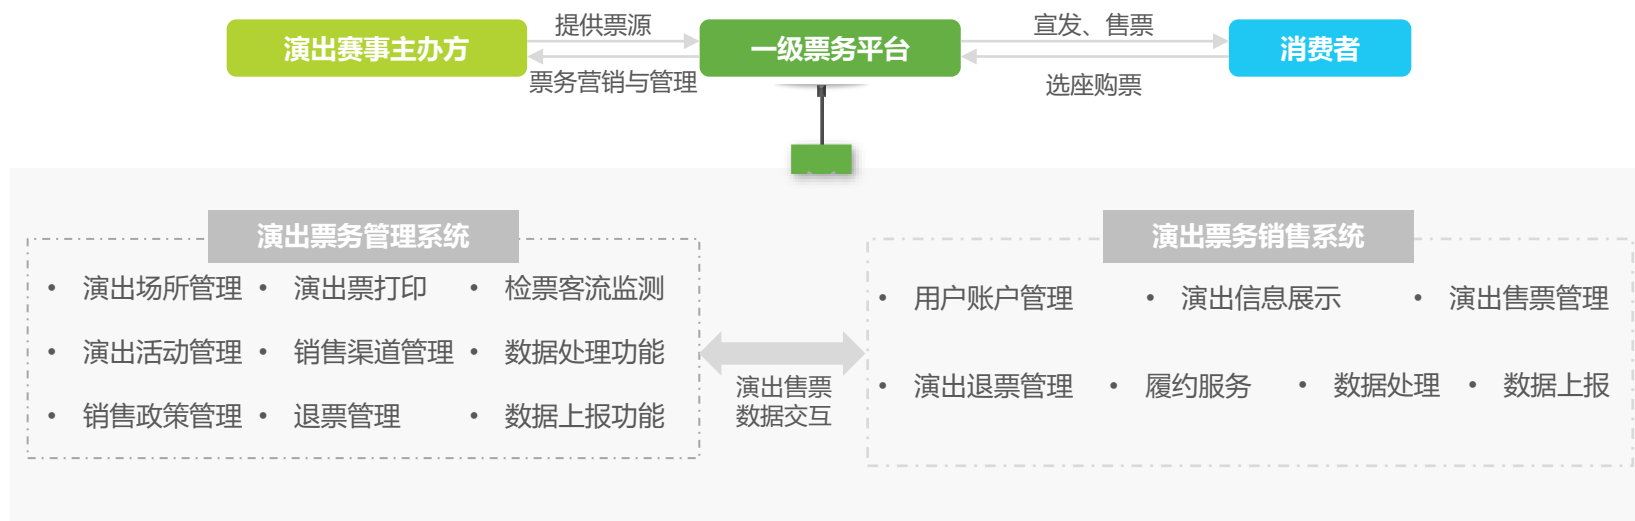 提供票源
宣发、售票
演出赛事主办方
一级票务平台
消费者
票务营销与管理
选座购票
演出票务管理系统
• 演出场所管理 • 演出票打印 • 检票客流监测
• 演出活动管理 • 销售渠道管理 • 数据处理功能
• 销售政策管理 • 退票管理 • 数据上报功能
演出售票
数据交互
演出票务销售系统
• 用户账户管理 • 演出信息展示 • 演出售票管理
• 演出退票管理 • 履约服务 • 数据处理 • 数据上报